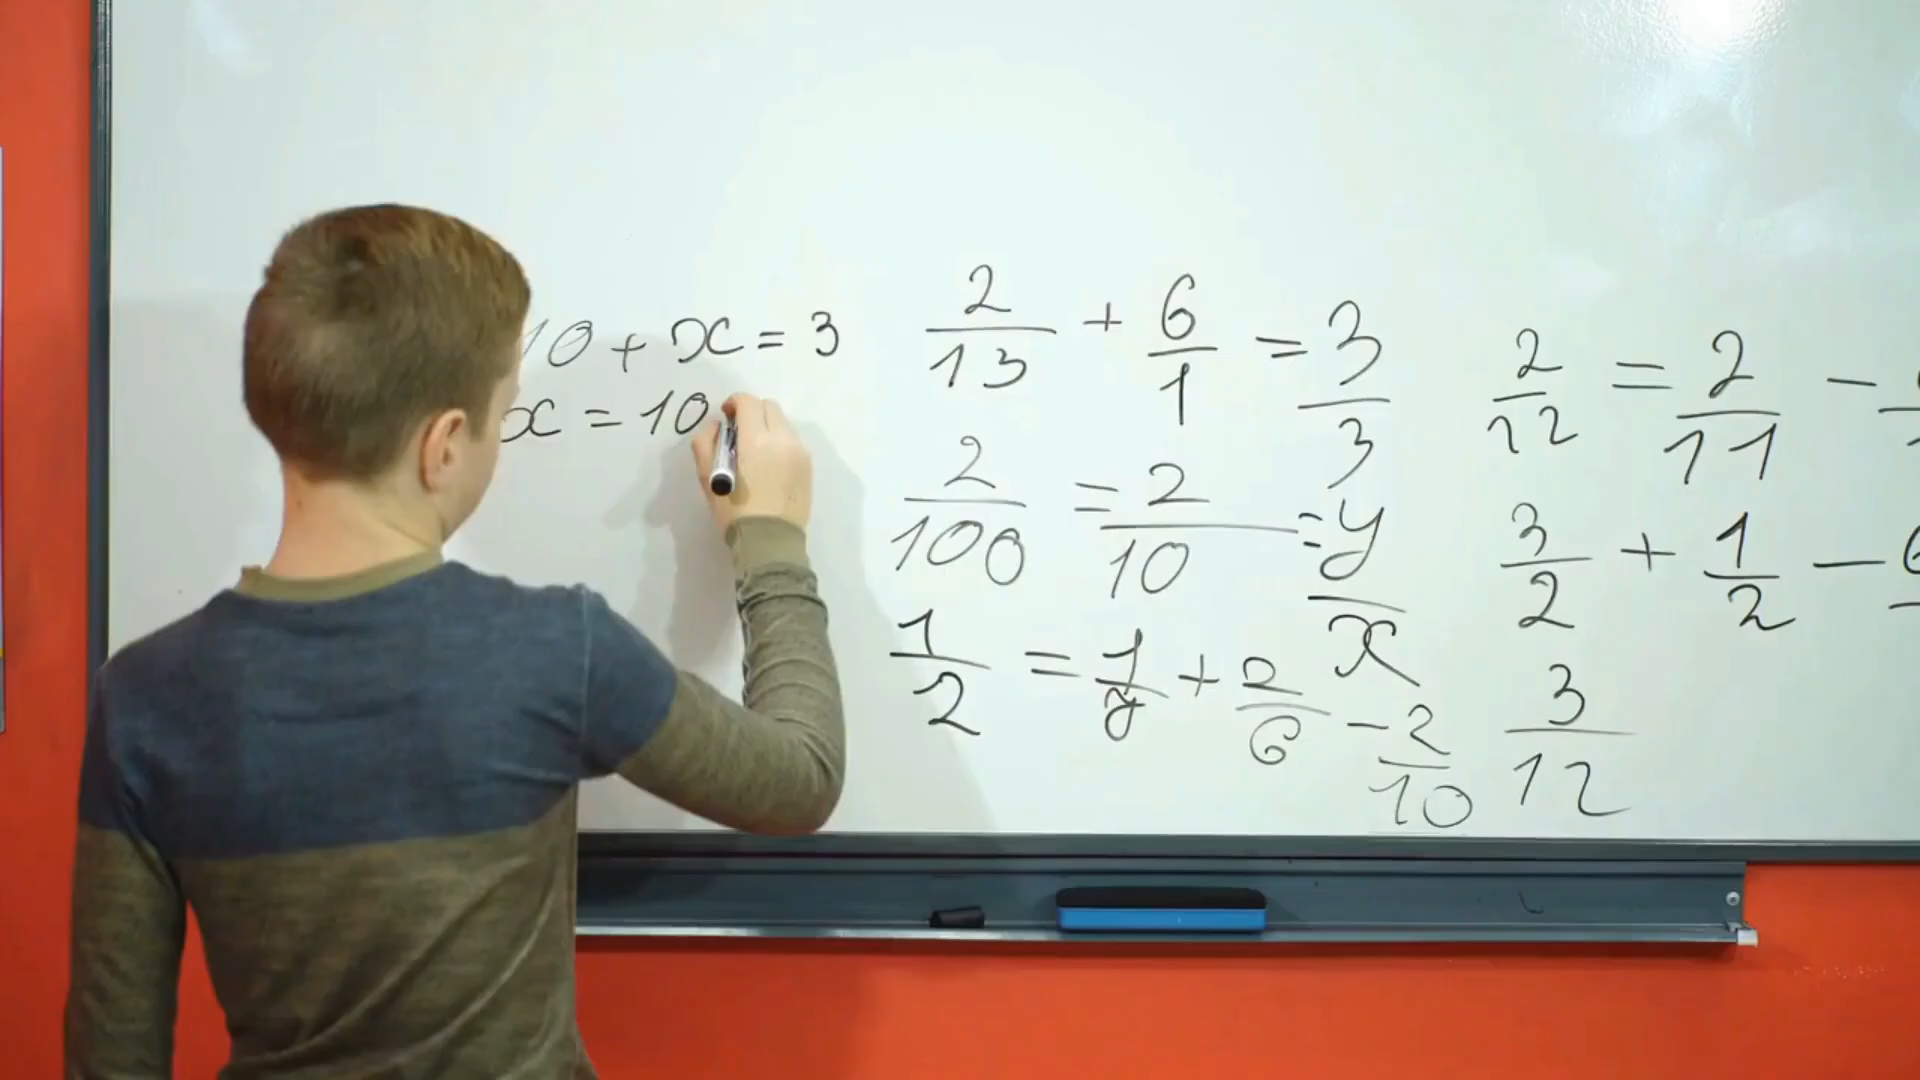 10 + x = 3
x = 10
2/13 + 6/1 = 3/3
2/100 = 2/10 = y/x
1/2 = 1/y + 2/6 - 2/10
2/12 = 2/11 -
3/2 + 1/2 -
3/12